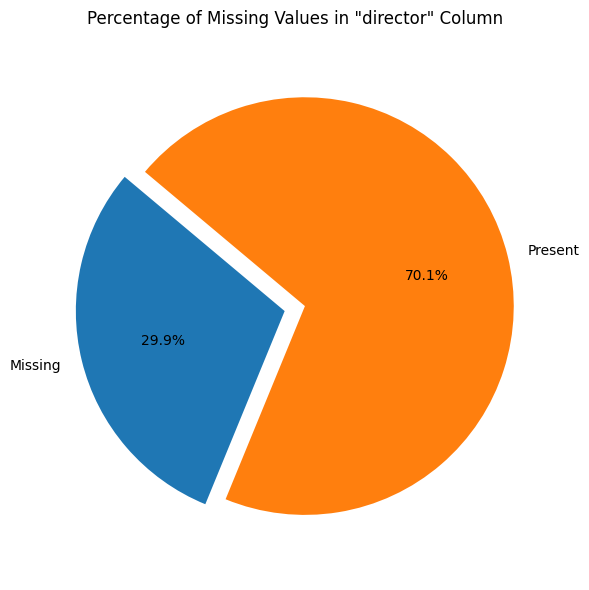 Percentage of Missing Values in "director" Column
Present
70.1%
29.9%
Missing